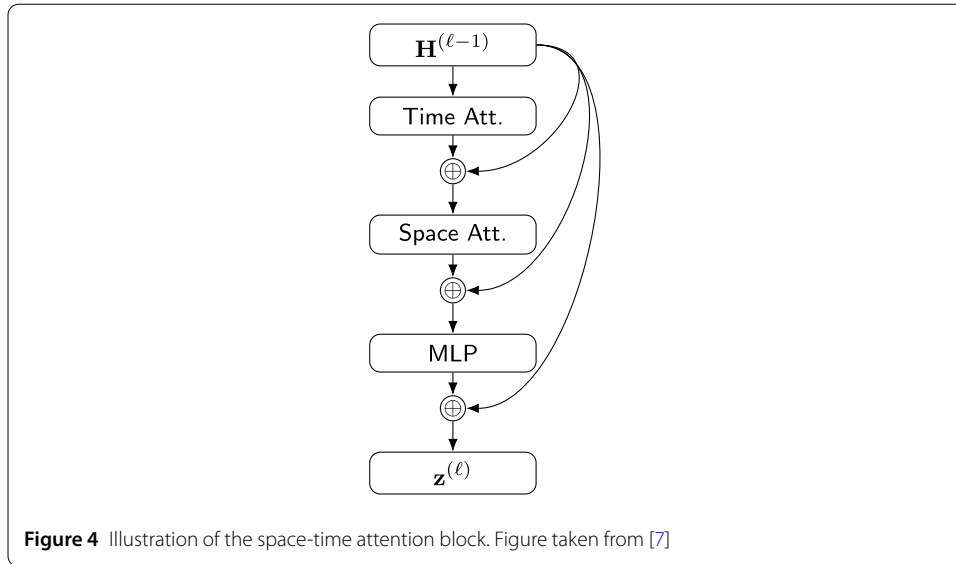 H^(ℓ−1)
Time Att.
⊕
Space Att.
⊕
MLP
⊕
z^(ℓ)
Figure 4 Illustration of the space-time attention block. Figure taken from [7]